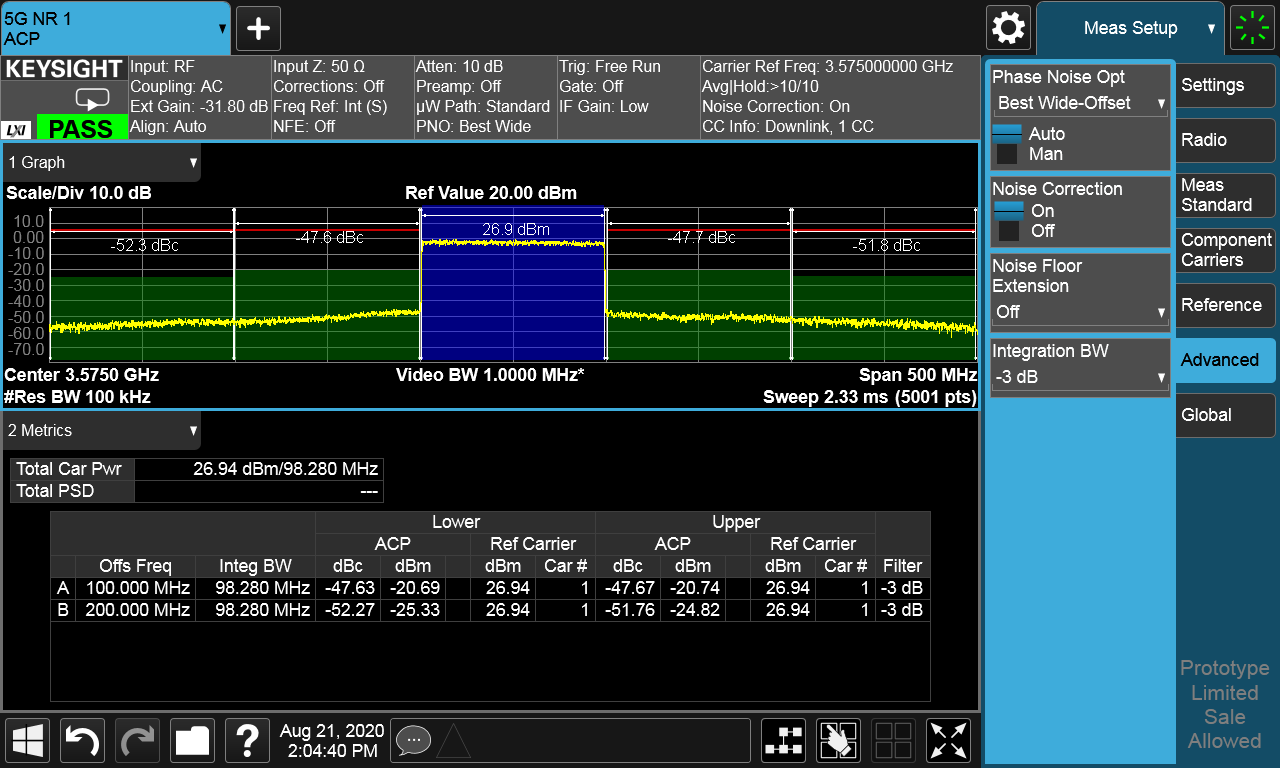 5G NR 1
ACP
Meas Setup
KEYSIGHT
LXI
PASS
Input: RF
Coupling: AC
Ext Gain: -31.80 dB
Align: Auto
Input Z: 50 Ω
Corrections: Off
Freq Ref: Int (S)
NFE: Off
Atten: 10 dB
Preamp: Off
µW Path: Standard
PNO: Best Wide
Trig: Free Run
Gate: Off
IF Gain: Low
Carrier Ref Freq: 3.575000000 GHz
Avg|Hold:>10/10
Noise Correction: On
CC Info: Downlink, 1 CC
1 Graph
Scale/Div 10.0 dB
Ref Value 20.00 dBm
10.0
0.00
-10.0
-20.0
-30.0
-40.0
-50.0
-60.0
-70.0
-52.3 dBc
-47.6 dBc
26.9 dBm
-47.7 dBc
-51.8 dBc
Center 3.5750 GHz
Video BW 1.0000 MHz*
Span 500 MHz
#Res BW 100 kHz
Sweep 2.33 ms (5001 pts)
2 Metrics
Total Car Pwr 26.94 dBm/98.280 MHz
Total PSD ---
Lower Upper
ACP Ref Carrier ACP Ref Carrier
Offs Freq Integ BW dBc dBm dBm Car # dBc dBm dBm Car # Filter
A 100.000 MHz 98.280 MHz -47.63 -20.69 26.94 1 -47.67 -20.74 26.94 1 -3 dB
B 200.000 MHz 98.280 MHz -52.27 -25.33 26.94 1 -51.76 -24.82 26.94 1 -3 dB
Phase Noise Opt
Best Wide-Offset
Auto
Man
Noise Correction
On
Off
Noise Floor
Extension
Off
Integration BW
-3 dB
Settings
Radio
Meas
Standard
Component
Carriers
Reference
Advanced
Global
Prototype
Limited
Sale
Allowed
?
Aug 21, 2020
2:04:40 PM